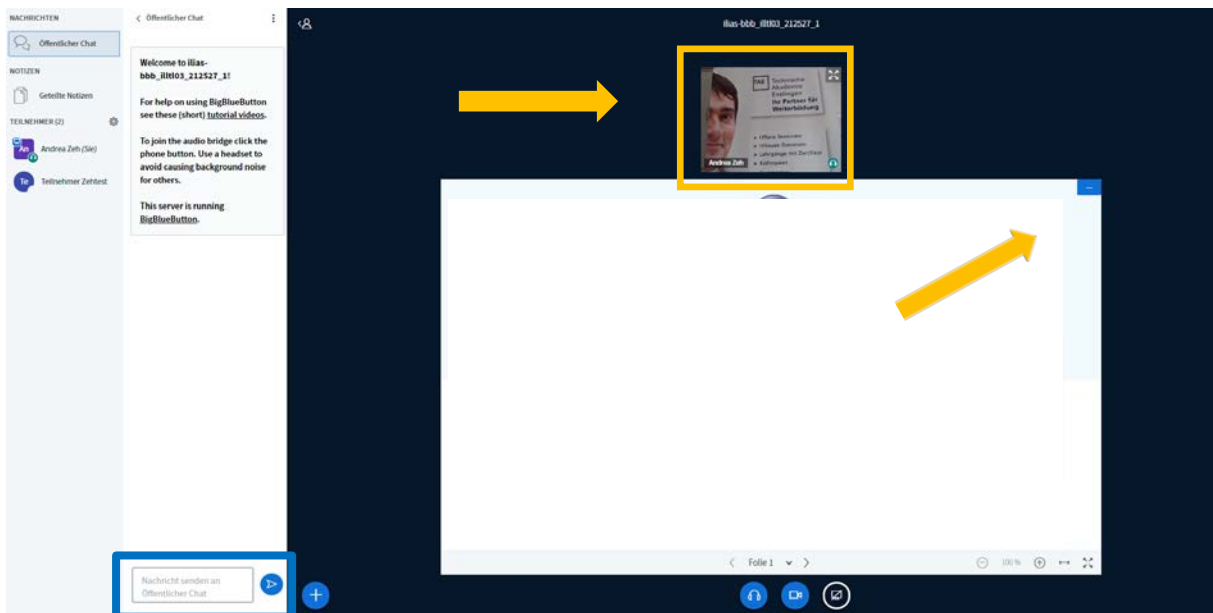 NACHRICHTEN
Öffentlicher Chat
NOTIZEN
Geteilte Notizen
TEILNEHMER (2)
An
Andrea Zeh (Sie)
Te
Teilnehmer Zehtest
Öffentlicher Chat
Welcome to ilias-
bbb_illtl03_212527_1!
For help on using BigBlueButton
see these (short) tutorial videos.
To join the audio bridge click the
phone button. Use a headset to
avoid causing background noise
for others.
This server is running
BigBlueButton.
Nachricht senden an
Öffentlicher Chat
ilias-bbb_illtl03_212527_1
TAE
Technische
Akademie
Esslingen
Ihr Partner für
Weiterbildung
Andrea Zeh
Folie 1
100 %